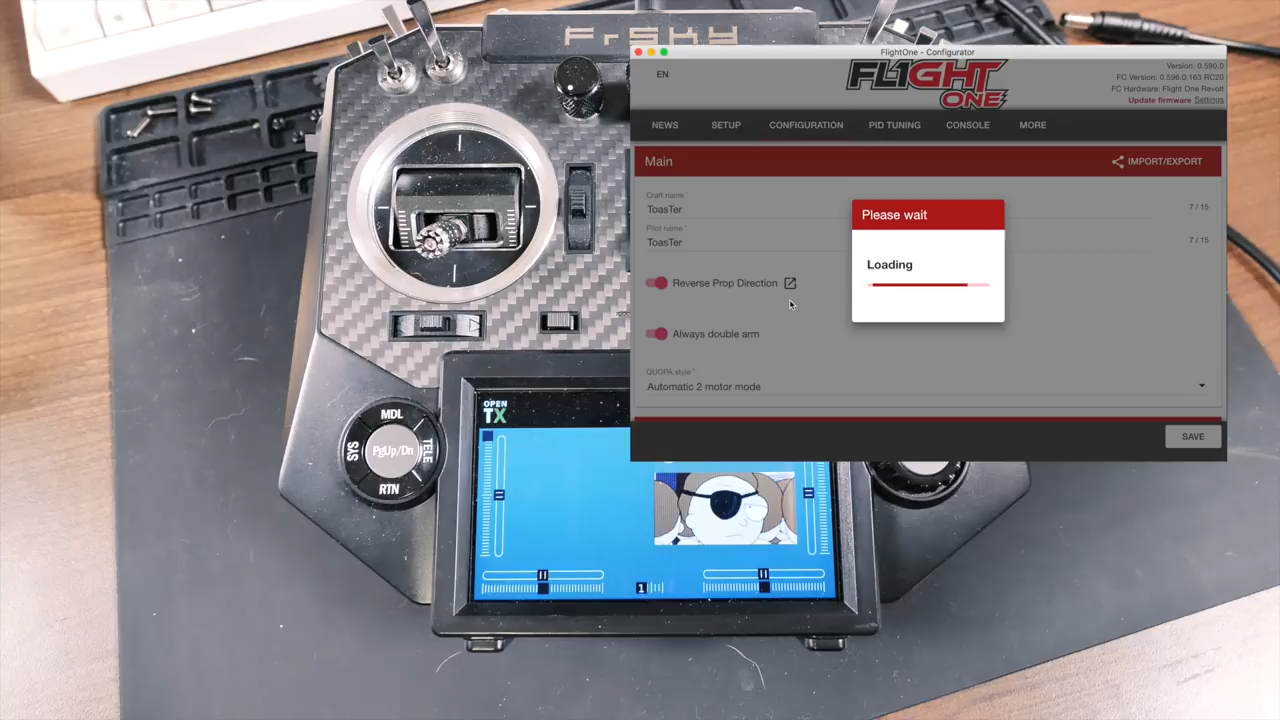 FrSKY
FlightOne - Configurator
EN
FL1GHT
ONE
Version: 0.590.0
FC Version: 0.596.0.163 RC20
FC Hardware: Flight One Revolt
Update firmware Settings
NEWS SETUP CONFIGURATION PID TUNING CONSOLE MORE
Main IMPORT/EXPORT
Craft name
ToasTer 7 / 15
Pilot name *
ToasTer 7 / 15
Please wait
Loading
Reverse Prop Direction
Always double arm
QUOPA style *
Automatic 2 motor mode
SAVE
MDL
SYS PgUp/Dn TELE
RTN
OPEN
TX
1